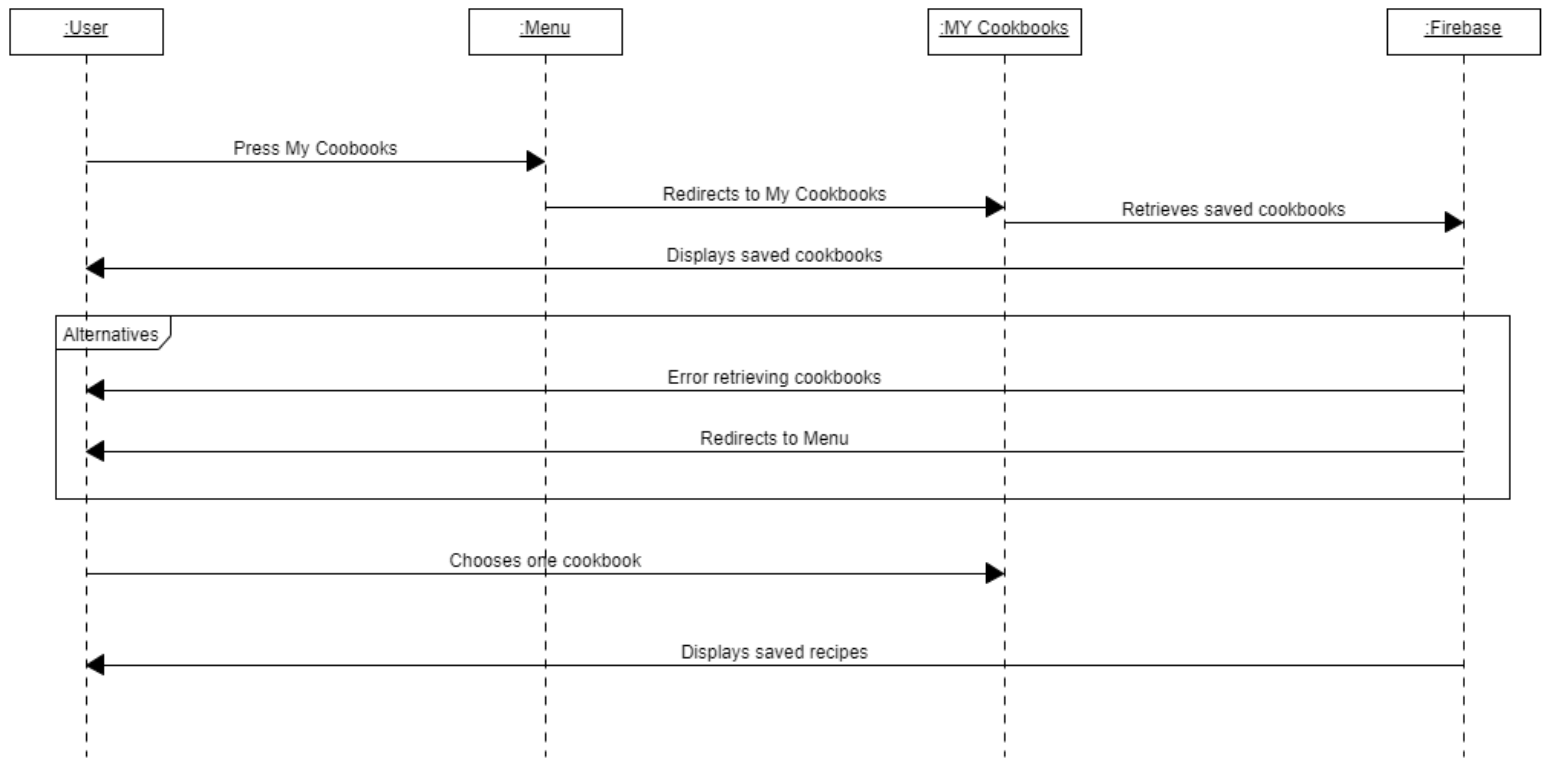 :User
:Menu
:MY Cookbooks
:Firebase
Press My Coobooks
Redirects to My Cookbooks
Retrieves saved cookbooks
Displays saved cookbooks
Alternatives
Error retrieving cookbooks
Redirects to Menu
Chooses one cookbook
Displays saved recipes